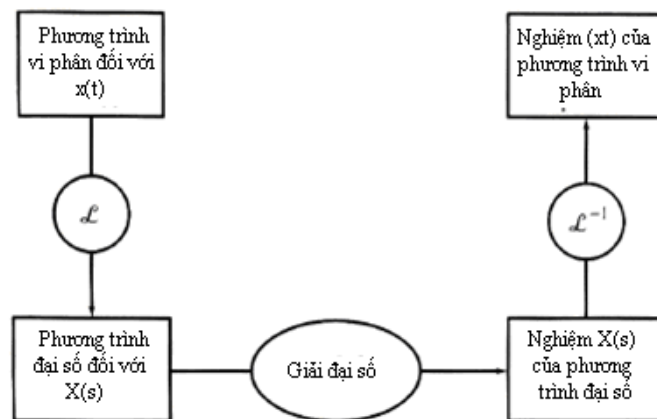 Phương trình
vi phân đối với
x(t)
Nghiệm (xt) của
phương trình vi
phân
ℒ
ℒ⁻¹
Phương trình
đại số đối với
X(s)
Giải đại số
Nghiệm X(s)
của phương
trình đại số